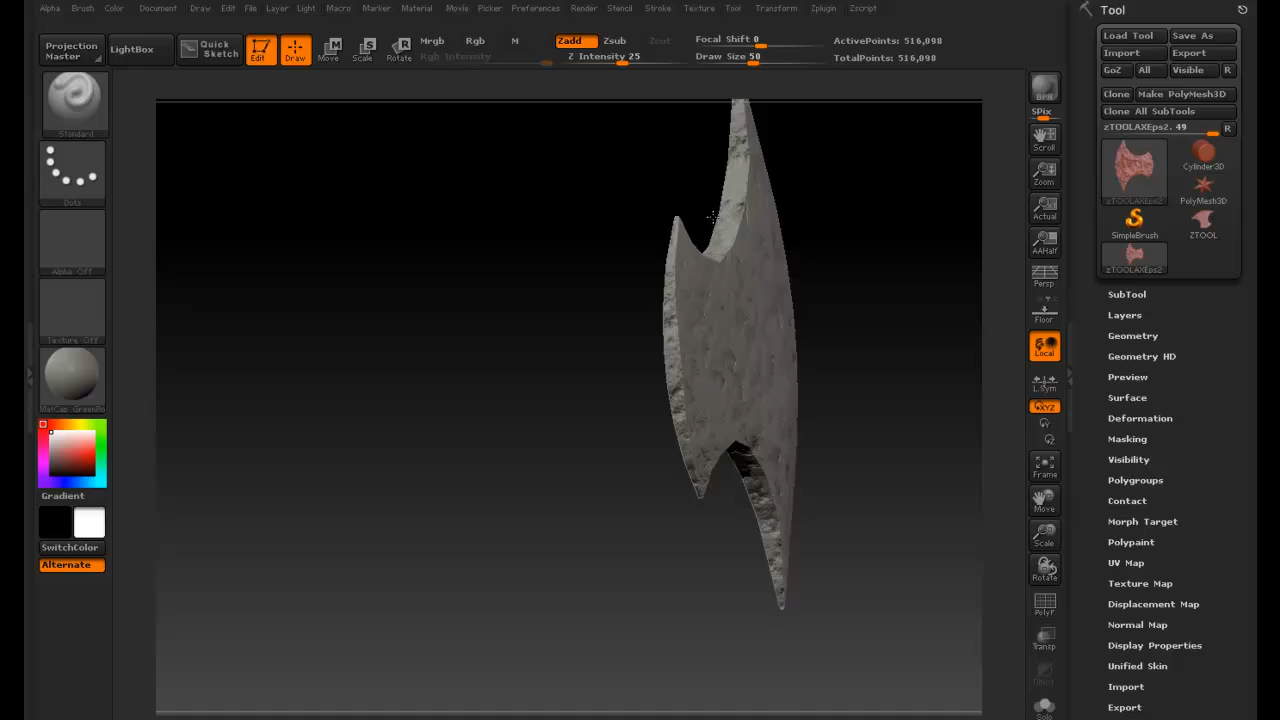 Alpha Brush Color Document Draw Edit File Layer Light Macro Marker Material Movie Picker Preferences Render Stencil Stroke Texture Tool Transform Zplugin Zscript
Projection Master
LightBox
Quick Sketch
Edit
Draw
Move
Scale
Rotate
Mrgb Rgb M
Rgb Intensity
Zadd Zsub Zcut
Z Intensity 25
Focal Shift 0
Draw Size 50
ActivePoints: 516,098
TotalPoints: 516,098
Standard
Dots
Alpha Off
Texture Off
Gradient
SwitchColor
Alternate
BPR
SPix
Scroll
Zoom
Actual
AAHalf
Persp
Floor
Local
L.Sym
XYZ
Frame
Move
Scale
Rotate
PolyF
Transp
Solo
Tool
Load Tool Save As
Import Export
GoZ All Visible R
Clone Make PolyMesh3D
Clone All SubTools
zTOOLAXEps2. 49 R
Cylinder3D
zTOOLAXEps2 PolyMesh3D
SimpleBrush ZTOOL
zTOOLAXEps2
SubTool
Layers
Geometry
Geometry HD
Preview
Surface
Deformation
Masking
Visibility
Polygroups
Contact
Morph Target
Polypaint
UV Map
Texture Map
Displacement Map
Normal Map
Display Properties
Unified Skin
Import
Export